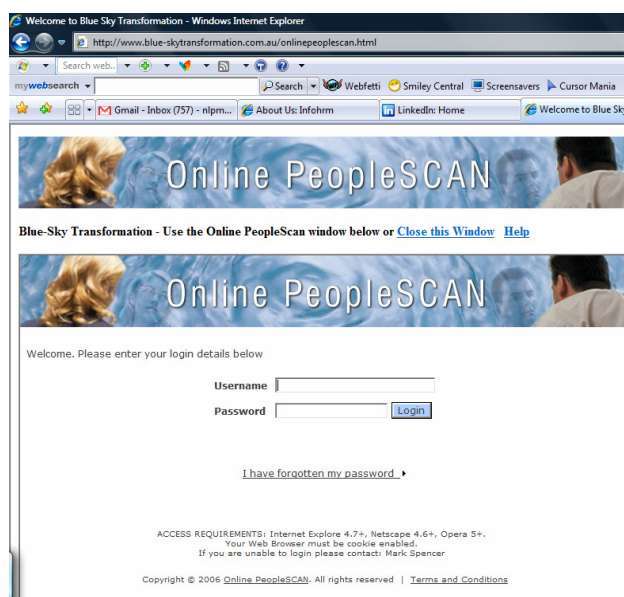 Welcome to Blue Sky Transformation - Windows Internet Explorer
http://www.blue-skytransformation.com.au/onlinepeoplescan.html
Search web..
mywebsearch Search Webfetti Smiley Central Screensavers Cursor Mania
Gmail - Inbox (757) - nlpm... About Us: Infohrm LinkedIn: Home Welcome to Blue Sky
Online PeopleSCAN
Blue-Sky Transformation - Use the Online PeopleScan window below or Close this Window Help
Online PeopleSCAN
Welcome. Please enter your login details below
Username
Password Login
I have forgotten my password
ACCESS REQUIREMENTS: Internet Explore 4.7+, Netscape 4.6+, Opera 5+.
Your Web Browser must be cookie enabled.
If you are unable to login please contact: Mark Spencer
Copyright © 2006 Online PeopleSCAN. All rights reserved | Terms and Conditions